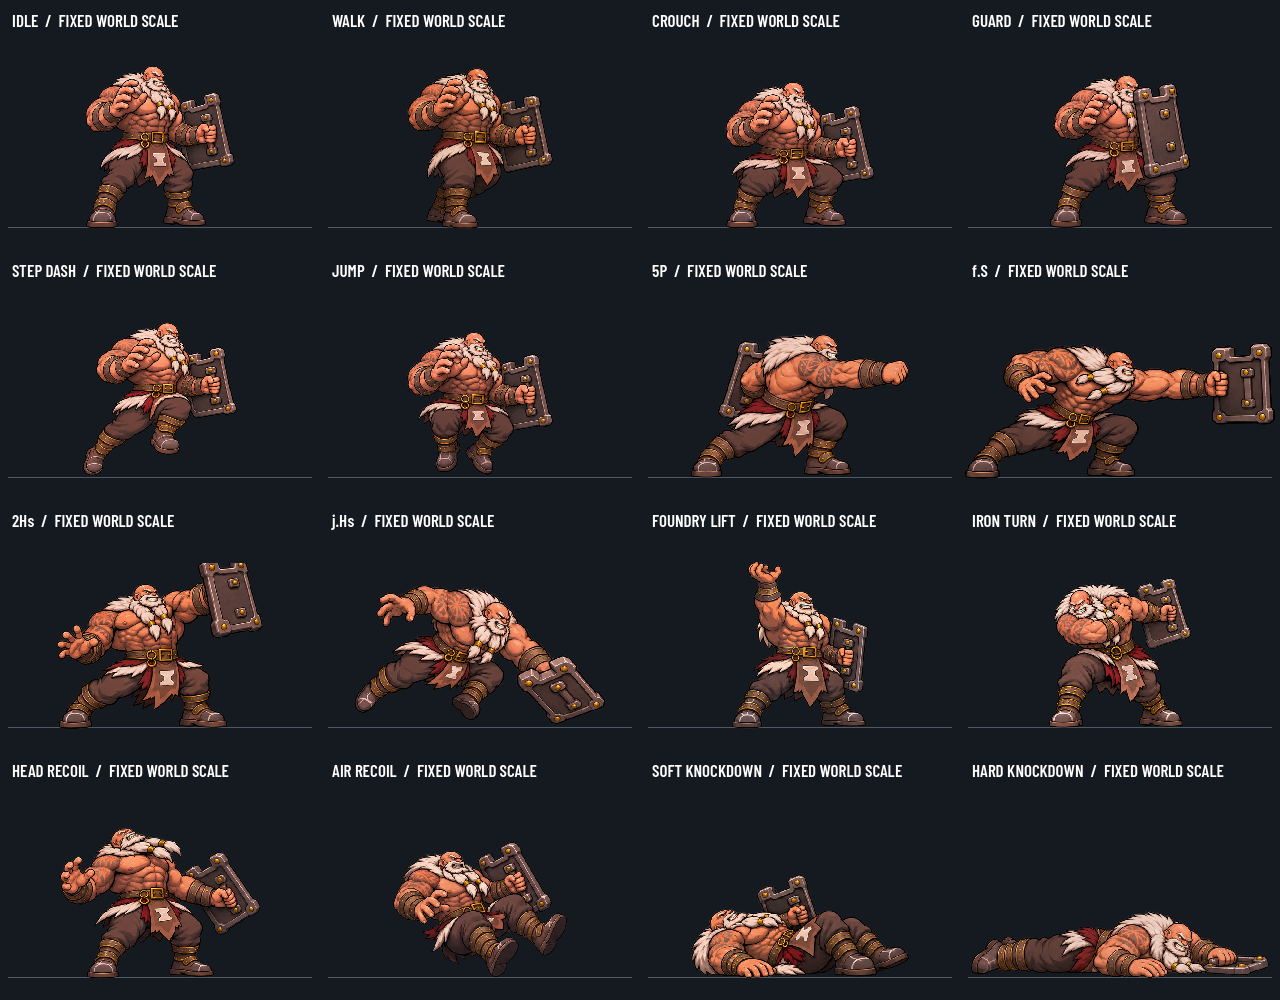 IDLE / FIXED WORLD SCALE
WALK / FIXED WORLD SCALE
CROUCH / FIXED WORLD SCALE
GUARD / FIXED WORLD SCALE
STEP DASH / FIXED WORLD SCALE
JUMP / FIXED WORLD SCALE
5P / FIXED WORLD SCALE
f.S / FIXED WORLD SCALE
2Hs / FIXED WORLD SCALE
j.Hs / FIXED WORLD SCALE
FOUNDRY LIFT / FIXED WORLD SCALE
IRON TURN / FIXED WORLD SCALE
HEAD RECOIL / FIXED WORLD SCALE
AIR RECOIL / FIXED WORLD SCALE
SOFT KNOCKDOWN / FIXED WORLD SCALE
HARD KNOCKDOWN / FIXED WORLD SCALE